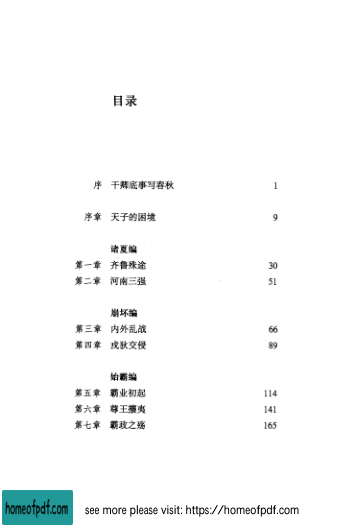 目录
序 干卿底事写春秋 1
序章 天子的困境 9
诸夏编
第一章 齐鲁殊途 30
第二章 河南三强 51
崩坏编
第三章 内外乱战 66
第四章 戎狄交侵 89
始霸编
第五章 霸业初起 114
第六章 尊王攘夷 141
第七章 霸政之殇 165
homeofpdf.com
see more please visit: https://homeofpdf.com